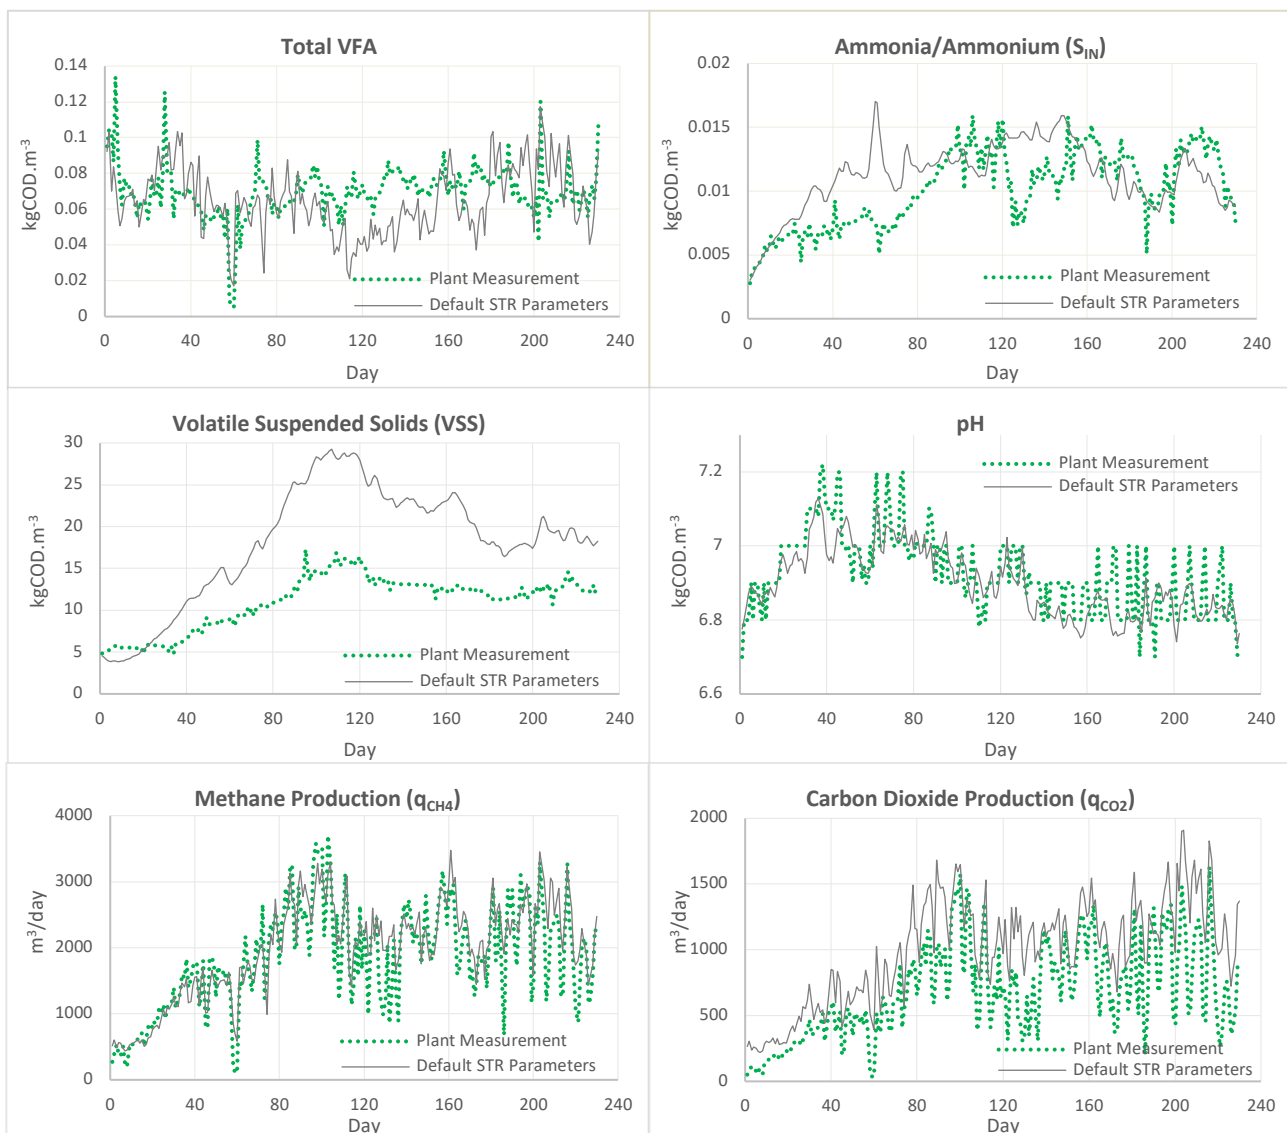 Total VFA
0.14
0.12
0.1
0.08
0.06
0.04
0.02
0
kgCOD.m⁻³
0 40 80 120 160 200 240
Day
Plant Measurement
Default STR Parameters
Ammonia/Ammonium (S_IN)
0.02
0.015
0.01
0.005
0
kgCOD.m⁻³
0 40 80 120 160 200 240
Day
Plant Measurement
Default STR Parameters
Volatile Suspended Solids (VSS)
30
25
20
15
10
5
0
kgCOD.m⁻³
0 40 80 120 160 200 240
Day
Plant Measurement
Default STR Parameters
pH
7.2
7
6.8
6.6
kgCOD.m⁻³
0 40 80 120 160 200 240
Day
Plant Measurement
Default STR Parameters
Methane Production (q_CH4)
4000
3000
2000
1000
0
m³/day
0 40 80 120 160 200 240
Day
Plant Measurement
Default STR Parameters
Carbon Dioxide Production (q_CO2)
2000
1500
1000
500
0
m³/day
0 40 80 120 160 200 240
Day
Plant Measurement
Default STR Parameters